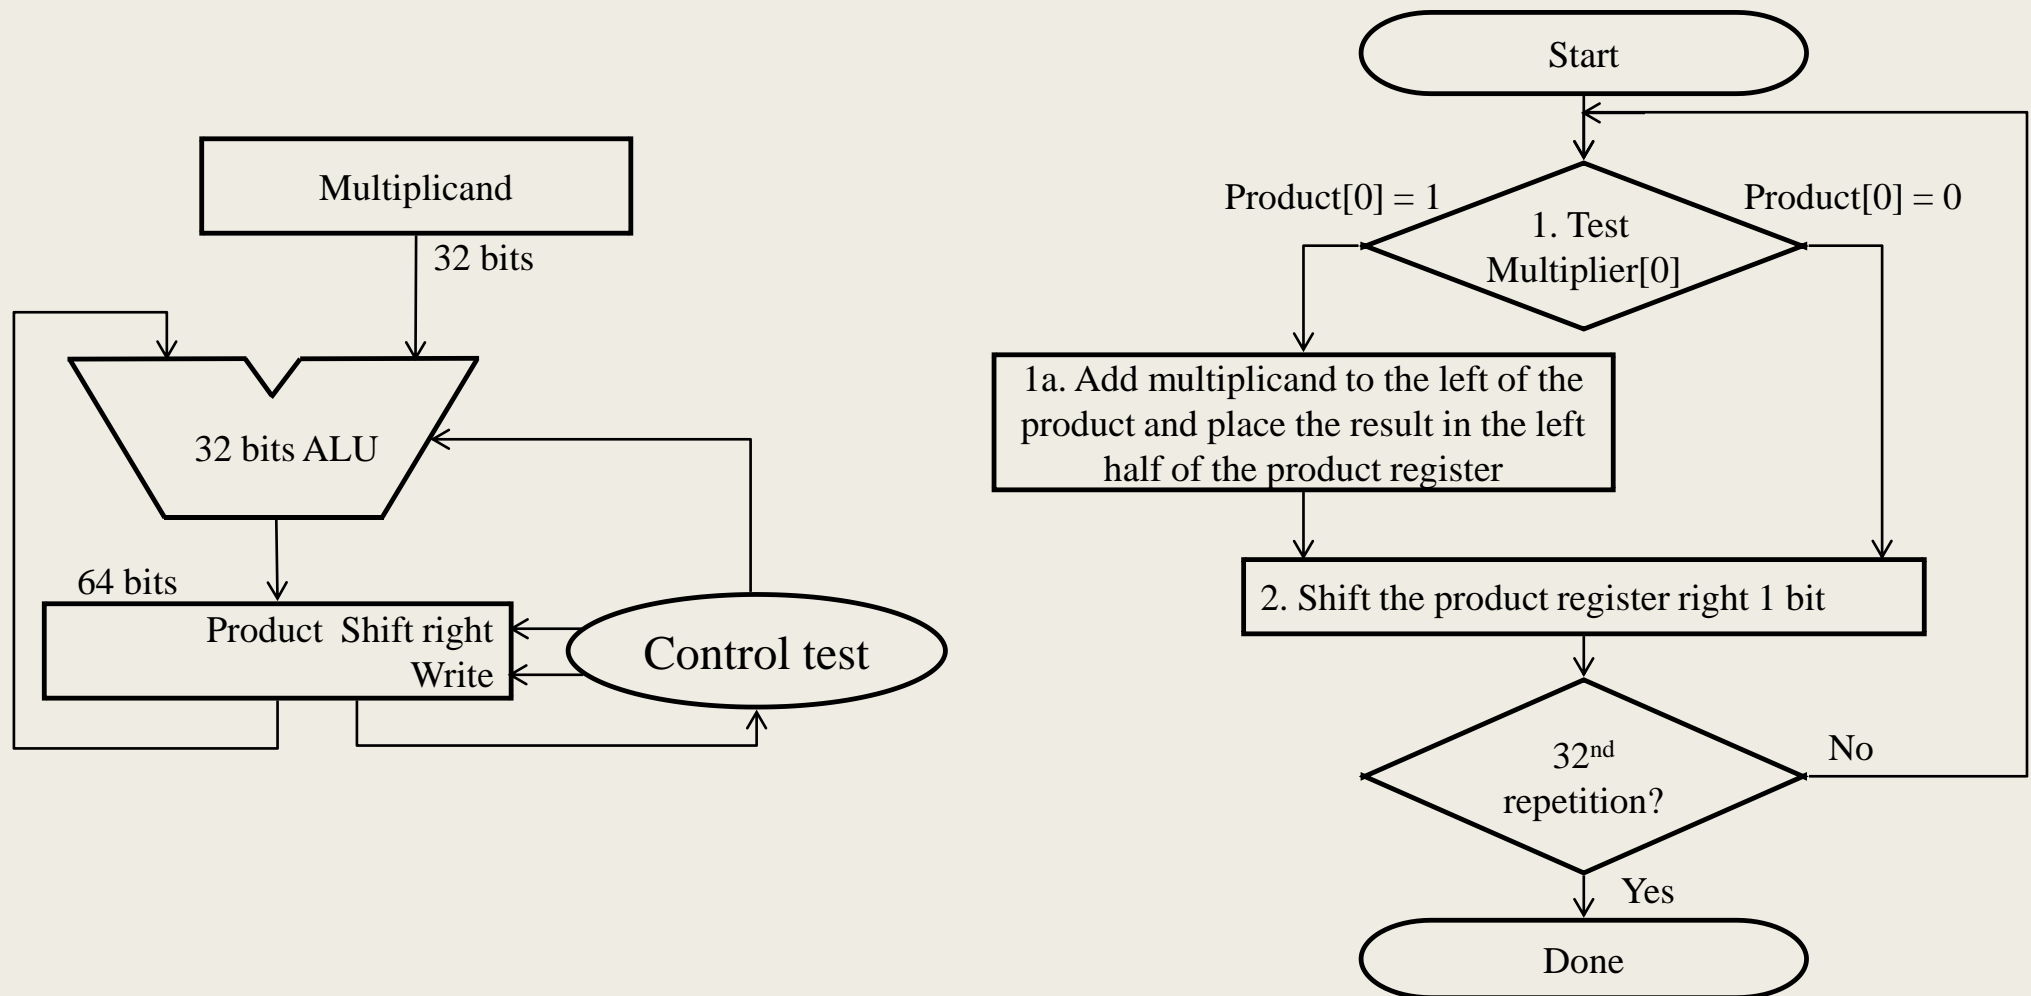 Multiplicand
32 bits
32 bits ALU
64 bits
Product Shift right
Write
Control test
Start
Product[0] = 1
Product[0] = 0
1. Test
Multiplier[0]
1a. Add multiplicand to the left of the
product and place the result in the left
half of the product register
2. Shift the product register right 1 bit
32nd
repetition?
No
Yes
Done